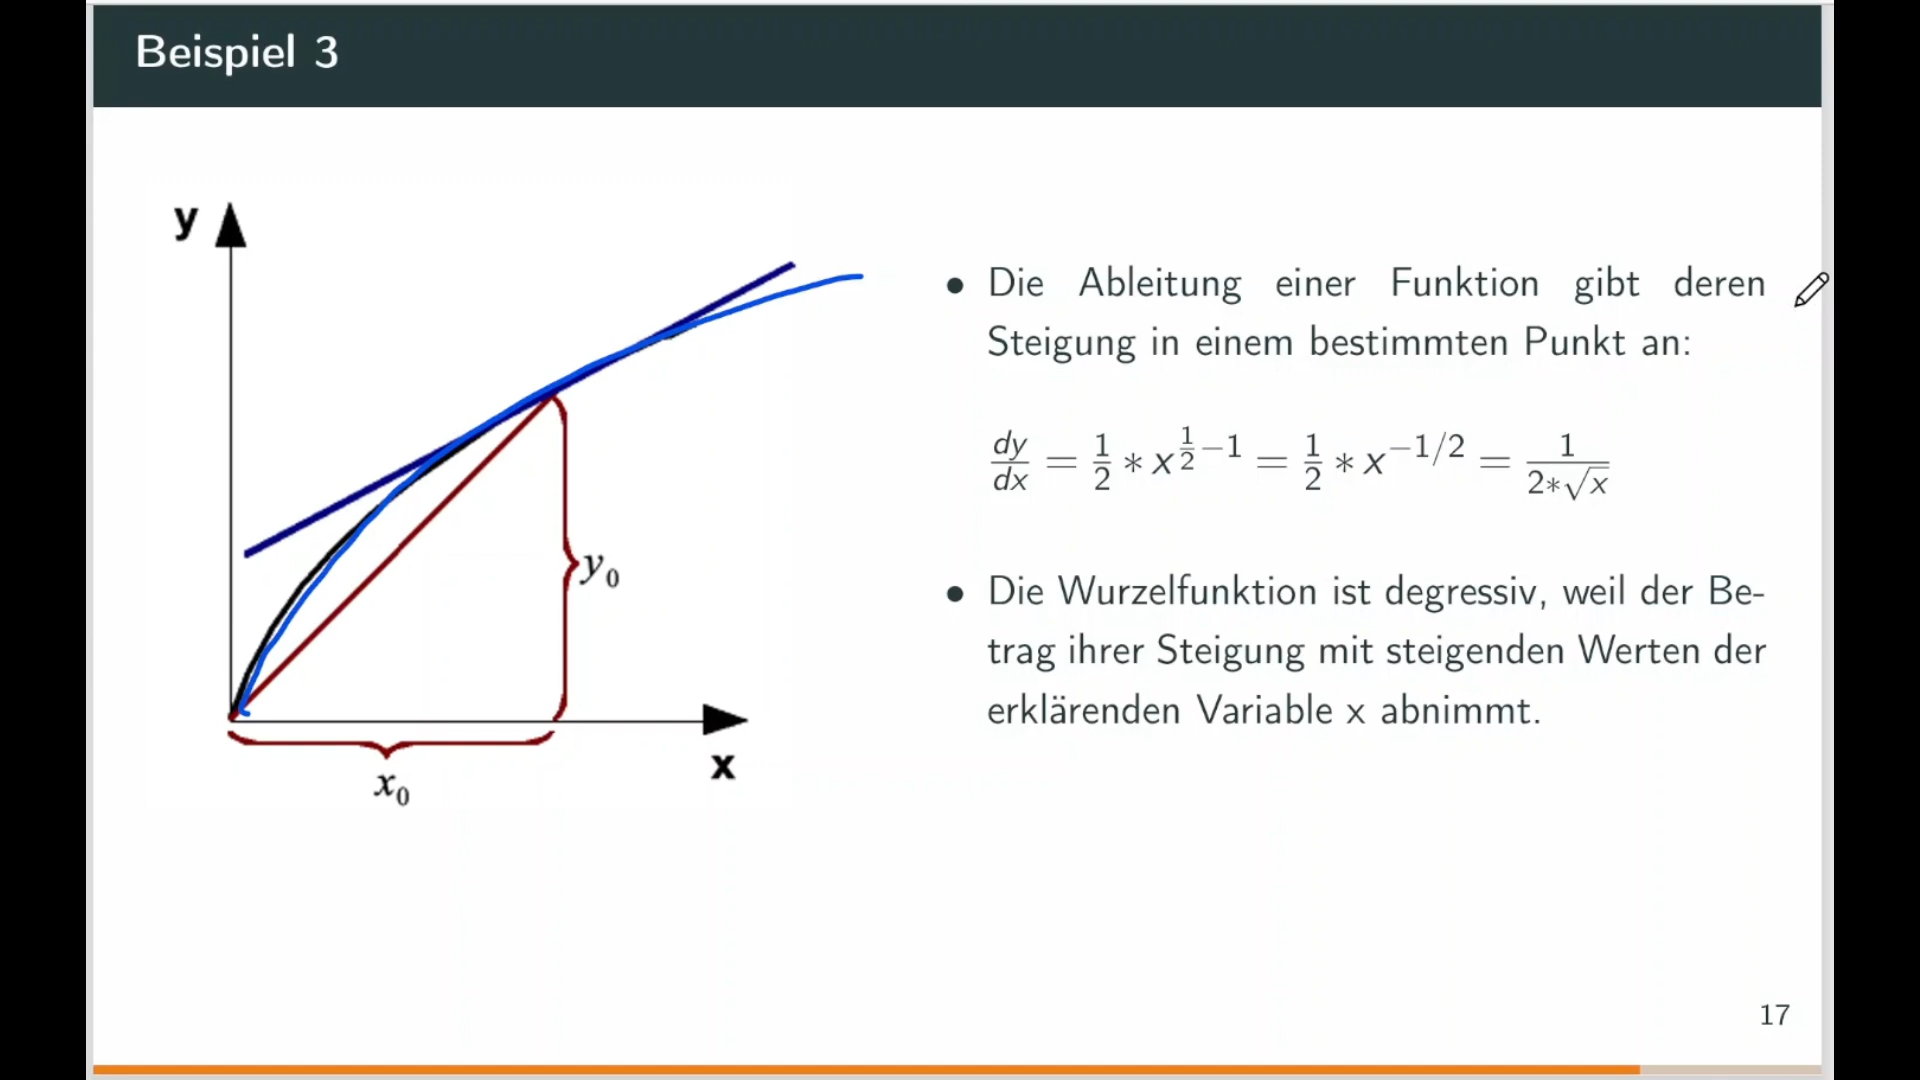 Beispiel 3
y
y₀
x
x₀
• Die Ableitung einer Funktion gibt deren
Steigung in einem bestimmten Punkt an:
dy/dx = 1/2 * x^(1/2 − 1) = 1/2 * x^(−1/2) = 1/(2*√x)
• Die Wurzelfunktion ist degressiv, weil der Be-
trag ihrer Steigung mit steigenden Werten der
erklärenden Variable x abnimmt.
17